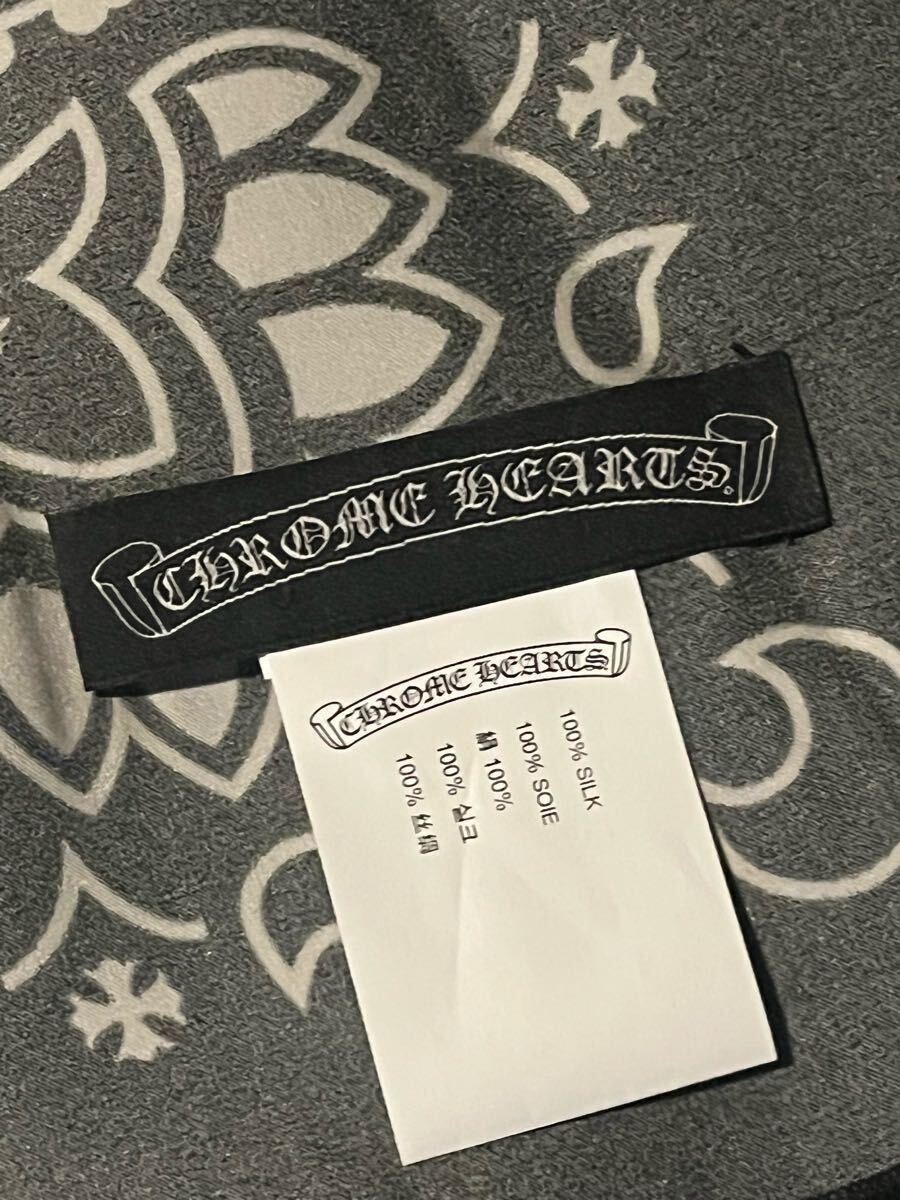 CHROME HEARTS
CHROME HEARTS
100% SILK
100% SOIE
絹 100%
100% 실크
100% 丝绸